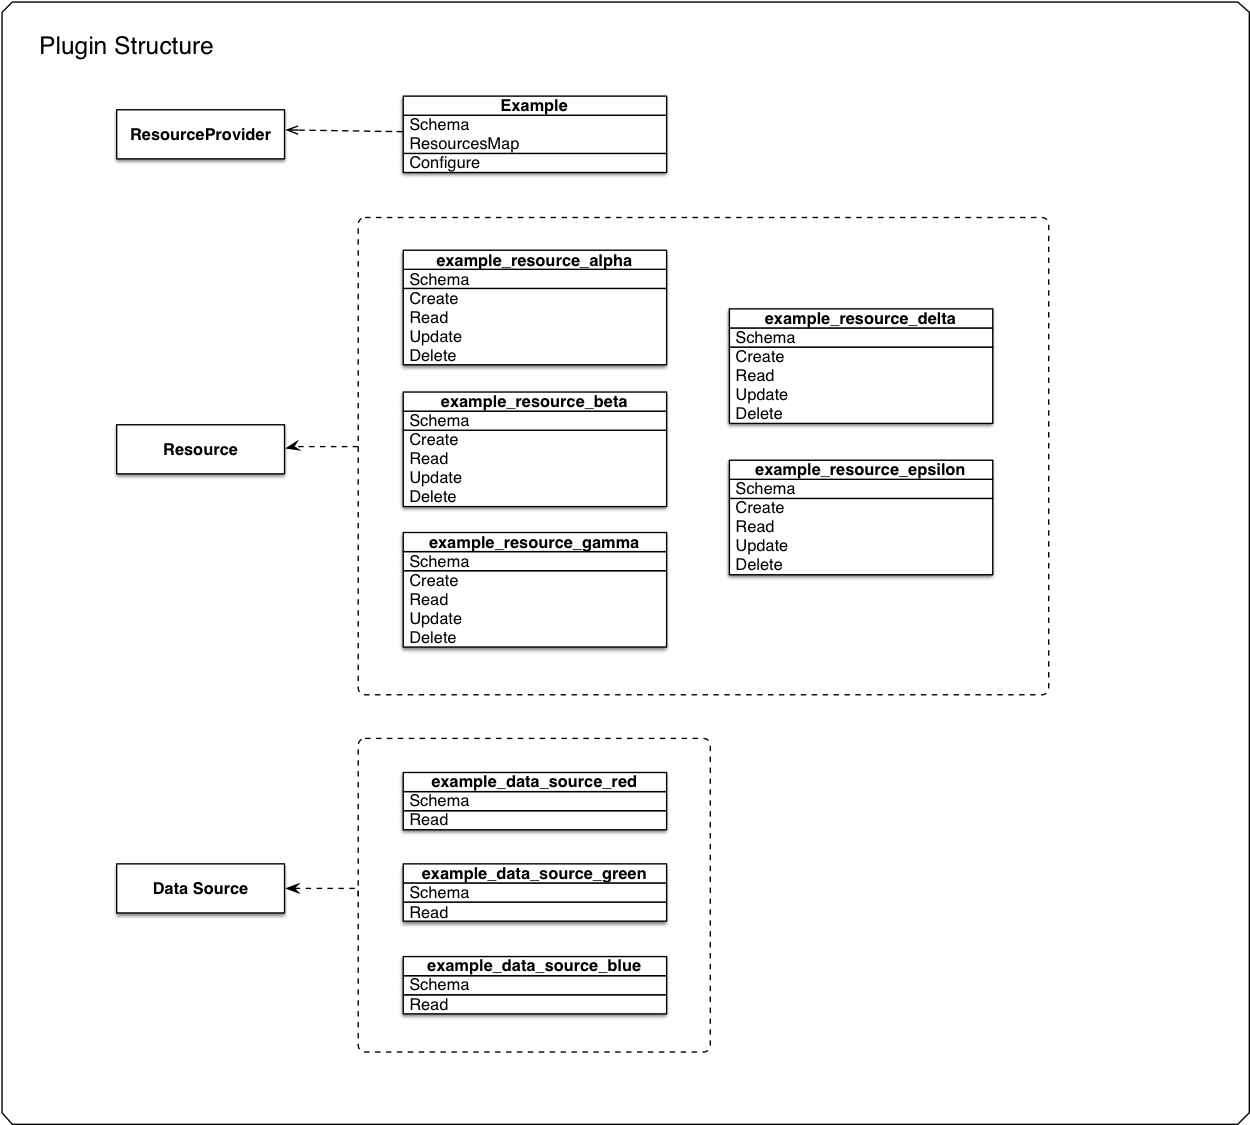 Plugin Structure
ResourceProvider
Example
Schema
ResourcesMap
Configure
Resource
example_resource_alpha
Schema
Create
Read
Update
Delete
example_resource_beta
Schema
Create
Read
Update
Delete
example_resource_gamma
Schema
Create
Read
Update
Delete
example_resource_delta
Schema
Create
Read
Update
Delete
example_resource_epsilon
Schema
Create
Read
Update
Delete
Data Source
example_data_source_red
Schema
Read
example_data_source_green
Schema
Read
example_data_source_blue
Schema
Read